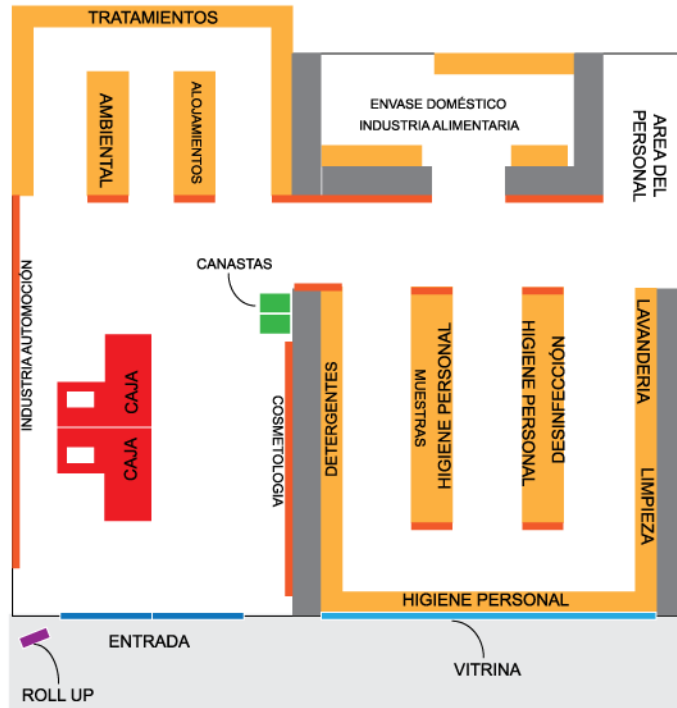 TRATAMIENTOS
AMBIENTAL
ALOJAMIENTOS
ENVASE DOMÉSTICO
INDUSTRIA ALIMENTARIA
AREA DEL
PERSONAL
INDUSTRIA AUTOMOCIÓN
CANASTAS
CAJA
CAJA
COSMETOLOGIA
DETERGENTES
MUESTRAS
HIGIENE PERSONAL
HIGIENE PERSONAL
DESINFECCIÓN
LAVANDERIA
LIMPIEZA
HIGIENE PERSONAL
ENTRADA
VITRINA
ROLL UP